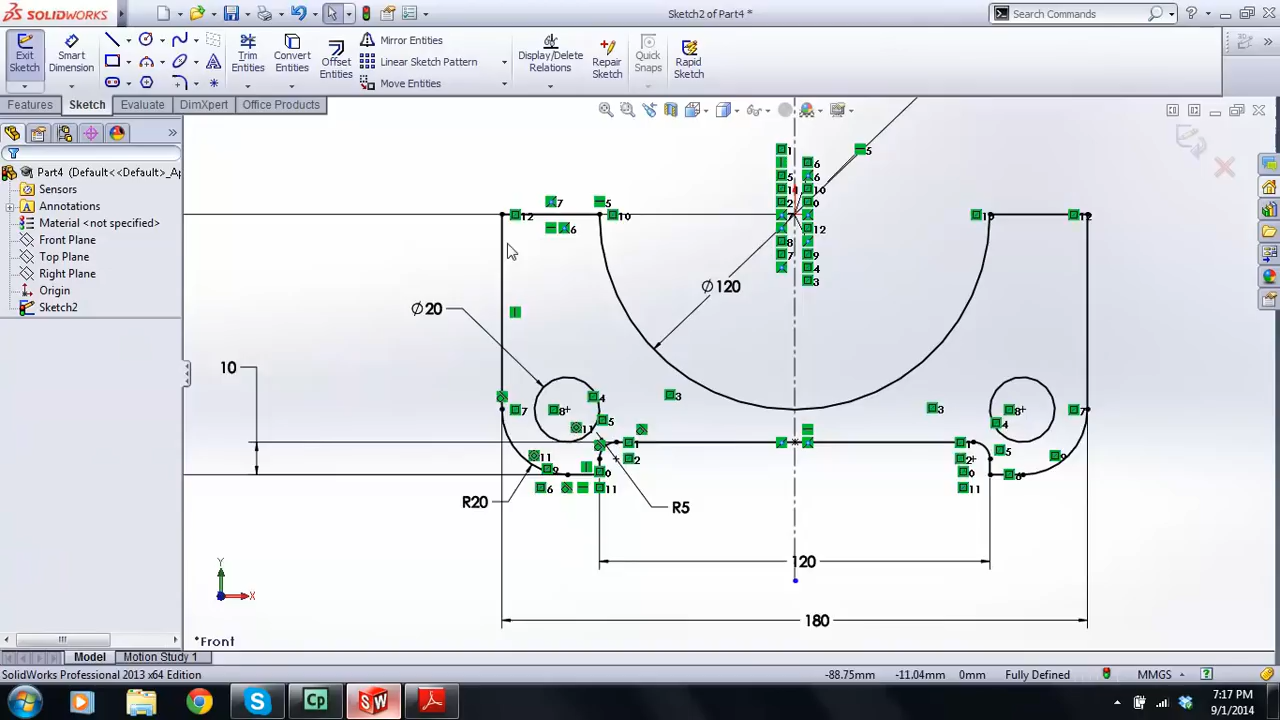 SOLIDWORKS
Sketch2 of Part4 *
Search Commands
Exit Sketch
Smart Dimension
Trim Entities
Convert Entities
Offset Entities
Mirror Entities
Linear Sketch Pattern
Move Entities
Display/Delete Relations
Repair Sketch
Quick Snaps
Rapid Sketch
Features
Sketch
Evaluate
DimXpert
Office Products
Part4 (Default<<Default>_Ap
Sensors
Annotations
Material <not specified>
Front Plane
Top Plane
Right Plane
Origin
Sketch2
Ø20
Ø120
10
R20
R5
120
180
Y
X
*Front
Model
Motion Study 1
SolidWorks Professional 2013 x64 Edition
-88.75mm
-11.04mm
0mm
Fully Defined
MMGS
7:17 PM
9/1/2014